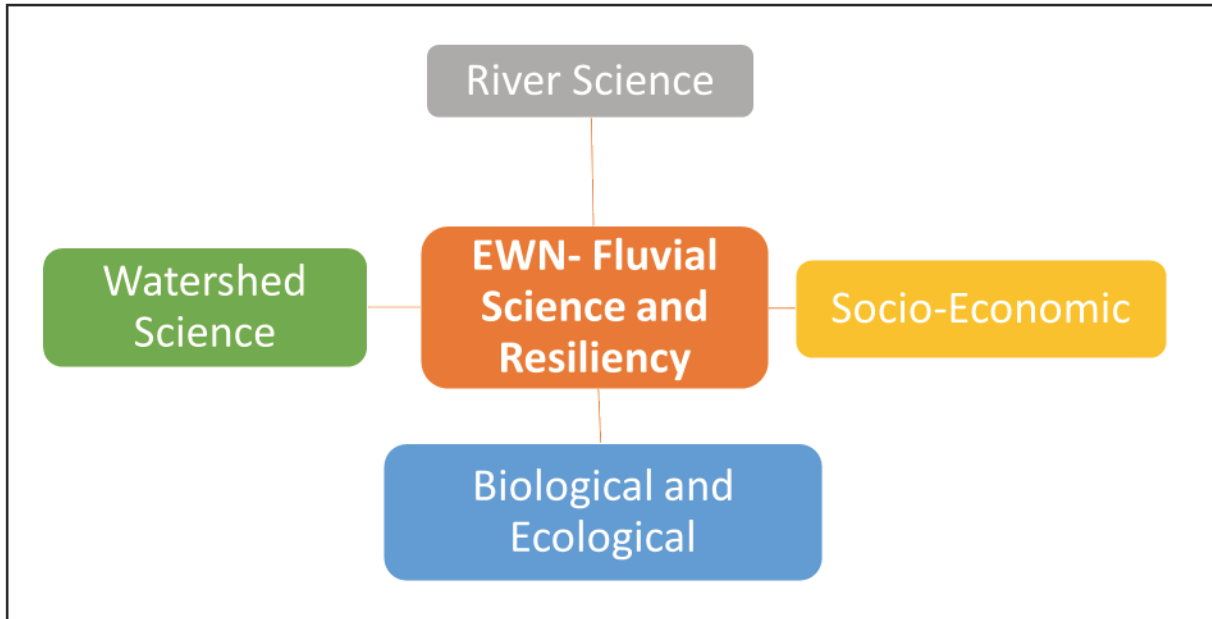 River Science
Watershed
Science
EWN- Fluvial
Science and
Resiliency
Socio-Economic
Biological and
Ecological